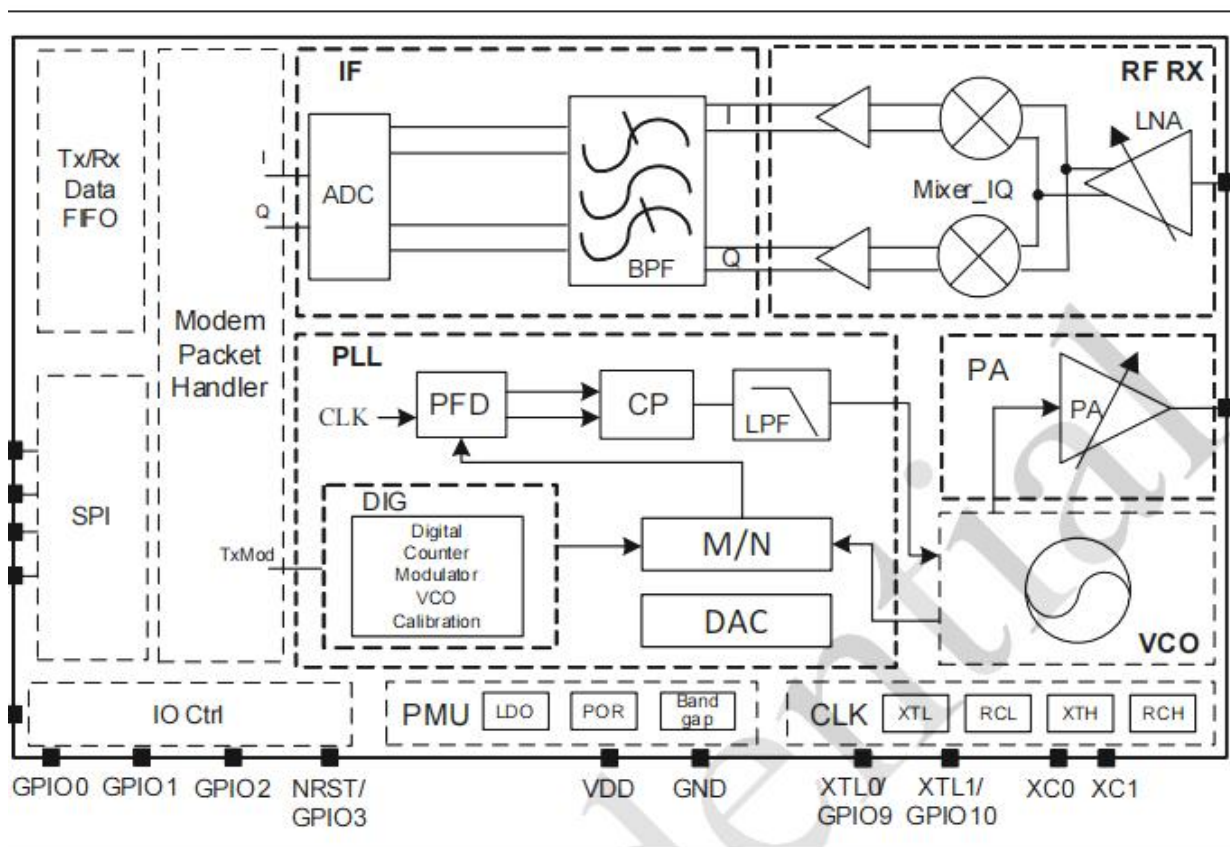 IF
RF RX
Tx/Rx
Data
FIFO
Modem
Packet
Handler
I
Q
ADC
BPF
I
Q
Mixer_IQ
LNA
PLL
CLK
PFD
CP
LPF
PA
PA
SPI
TxMod
DIG
Digital
Counter
Modulator
VCO
Calibration
M/N
DAC
VCO
IO Ctrl
PMU
LDO
POR
Band
gap
CLK
XTL
RCL
XTH
RCH
GPIO0
GPIO1
GPIO2
NRST/
GPIO3
VDD
GND
XTL0/
GPIO9
XTL1/
GPIO10
XC0
XC1
dential